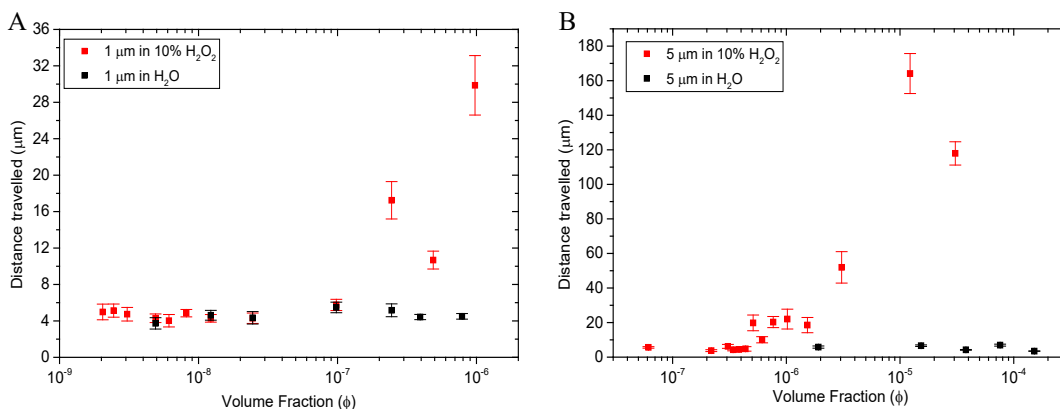 A
36
32
28
24
20
16
12
8
4
0
Distance travelled (μm)
1 μm in 10% H₂O₂
1 μm in H₂O
10⁻⁹
10⁻⁸
10⁻⁷
10⁻⁶
Volume Fraction (ϕ)
B
180
160
140
120
100
80
60
40
20
0
Distance travelled (μm)
5 μm in 10% H₂O₂
5 μm in H₂O
10⁻⁷
10⁻⁶
10⁻⁵
10⁻⁴
Volume Fraction (ϕ)